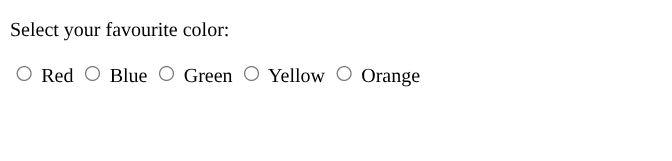 Select your favourite color:
Red Blue Green Yellow Orange